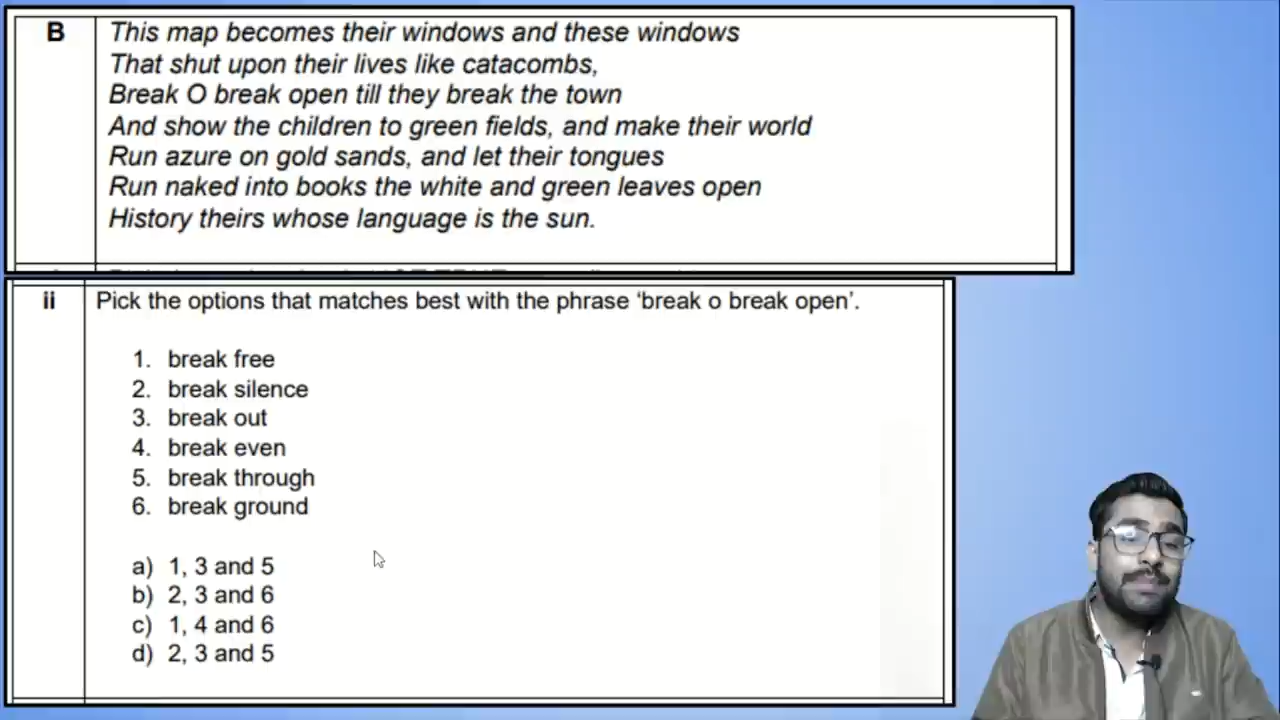 B
This map becomes their windows and these windows
That shut upon their lives like catacombs,
Break O break open till they break the town
And show the children to green fields, and make their world
Run azure on gold sands, and let their tongues
Run naked into books the white and green leaves open
History theirs whose language is the sun.
ii Pick the options that matches best with the phrase ‘break o break open’.
1. break free
2. break silence
3. break out
4. break even
5. break through
6. break ground
a) 1, 3 and 5
b) 2, 3 and 6
c) 1, 4 and 6
d) 2, 3 and 5